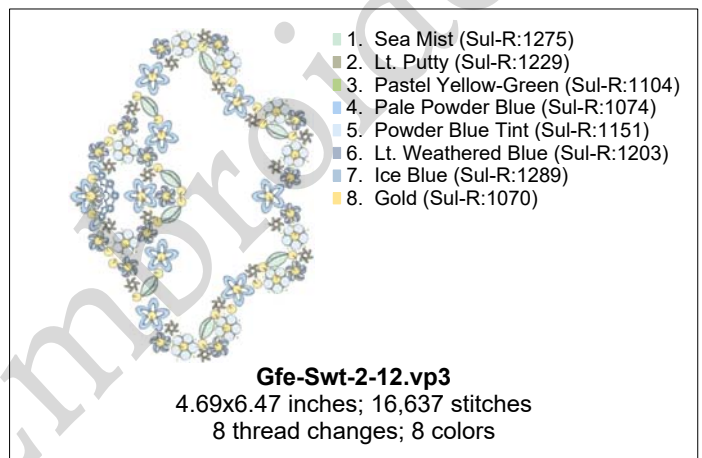 1. Sea Mist (Sul-R:1275)
2. Lt. Putty (Sul-R:1229)
3. Pastel Yellow-Green (Sul-R:1104)
4. Pale Powder Blue (Sul-R:1074)
5. Powder Blue Tint (Sul-R:1151)
6. Lt. Weathered Blue (Sul-R:1203)
7. Ice Blue (Sul-R:1289)
8. Gold (Sul-R:1070)
Gfe-Swt-2-12.vp3
4.69x6.47 inches; 16,637 stitches
8 thread changes; 8 colors